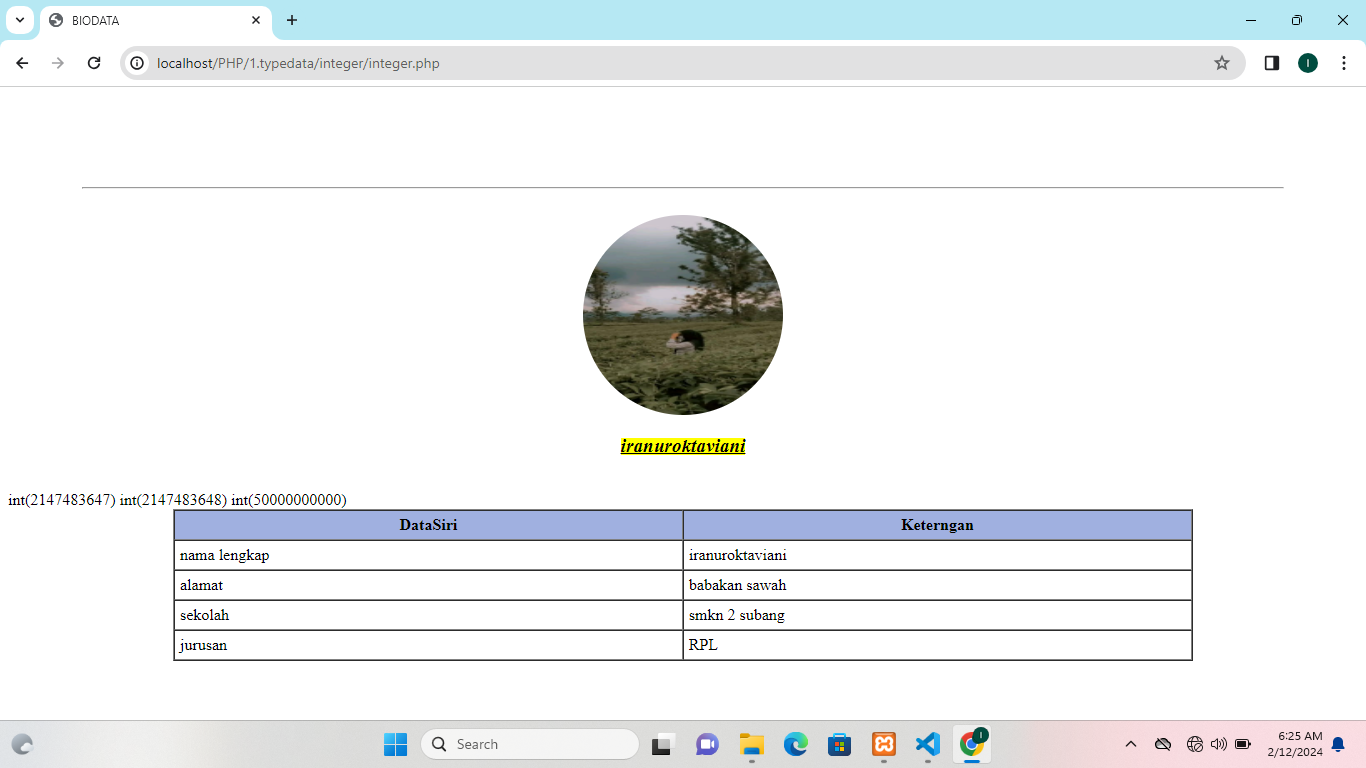 BIODATA
localhost/PHP/1.typedata/integer/integer.php
I
iranuroktaviani
int(2147483647) int(2147483648) int(50000000000)
DataSiri Keterngan
nama lengkap iranuroktaviani
alamat babakan sawah
sekolah smkn 2 subang
jurusan RPL
Search
I
6:25 AM
2/12/2024